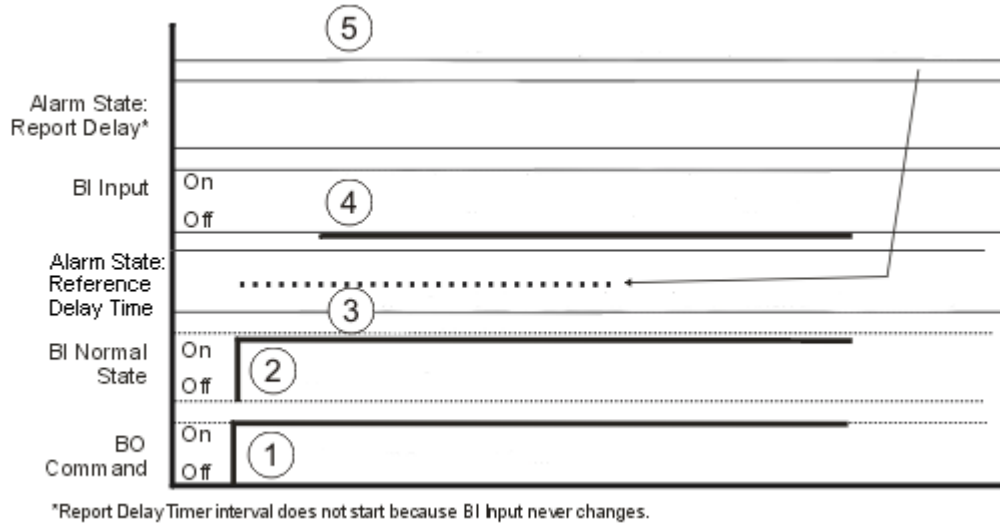 5
Alarm State:
Report Delay*
BI Input
On
Off
4
Alarm State:
Reference
Delay Time
3
BI Normal
State
On
Off
2
BO
Command
On
Off
1
*Report Delay Timer interval does not start because BI Input never changes.